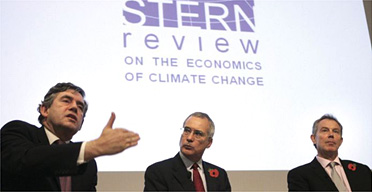 STERN
review
ON THE ECONOMICS
OF CLIMATE CHANGE